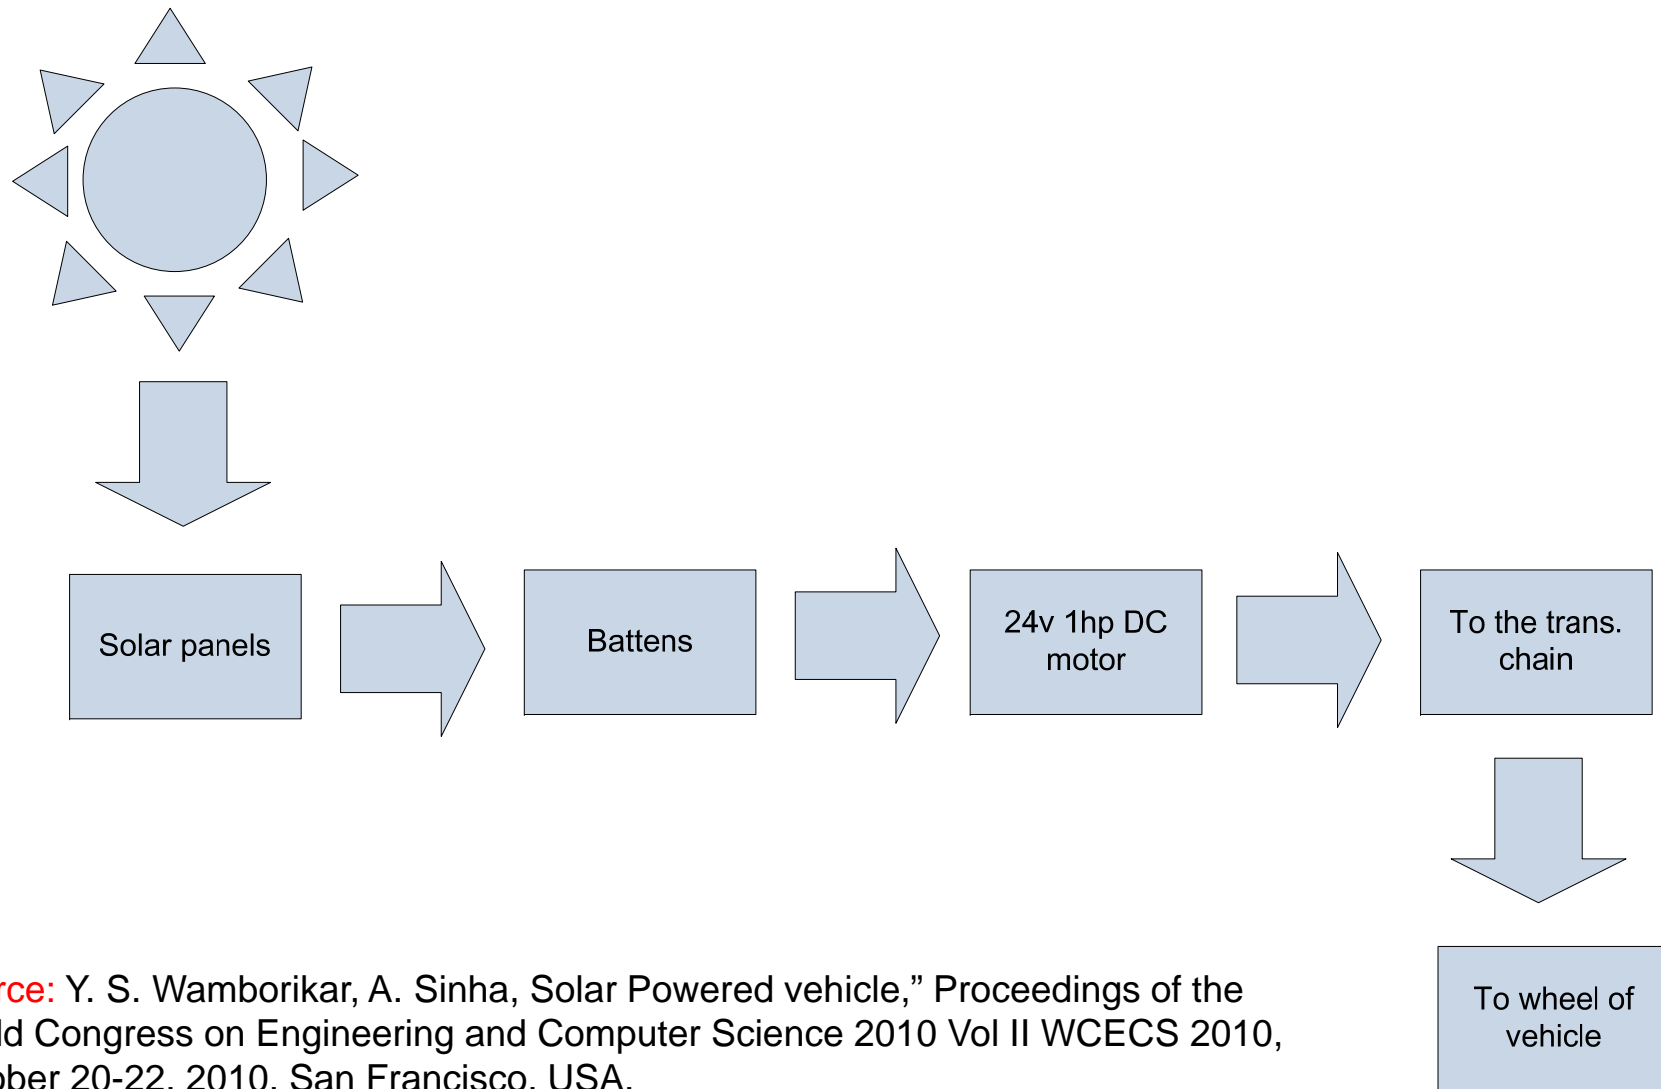 Solar panels
Battens
24v 1hp DC
motor
To the trans.
chain
rce: Y. S. Wamborikar, A. Sinha, Solar Powered vehicle,” Proceedings of the
ld Congress on Engineering and Computer Science 2010 Vol II WCECS 2010,
ober 20-22, 2010, San Francisco, USA.
To wheel of
vehicle